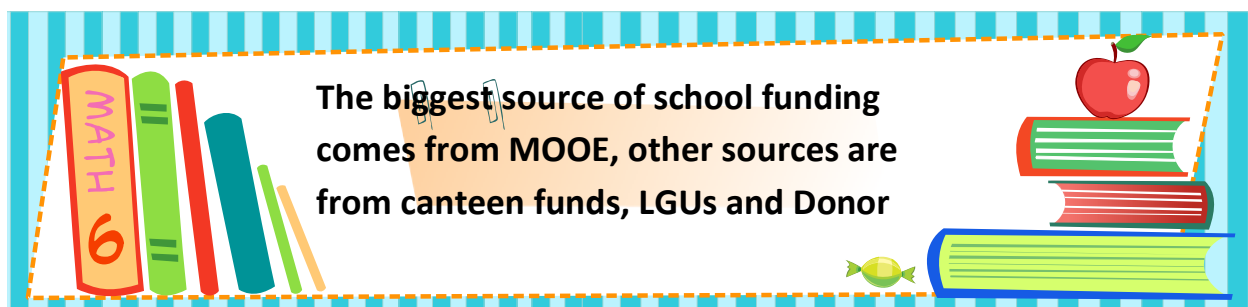 MATH
6
The biggest source of school funding
comes from MOOE, other sources are
from canteen funds, LGUs and Donor